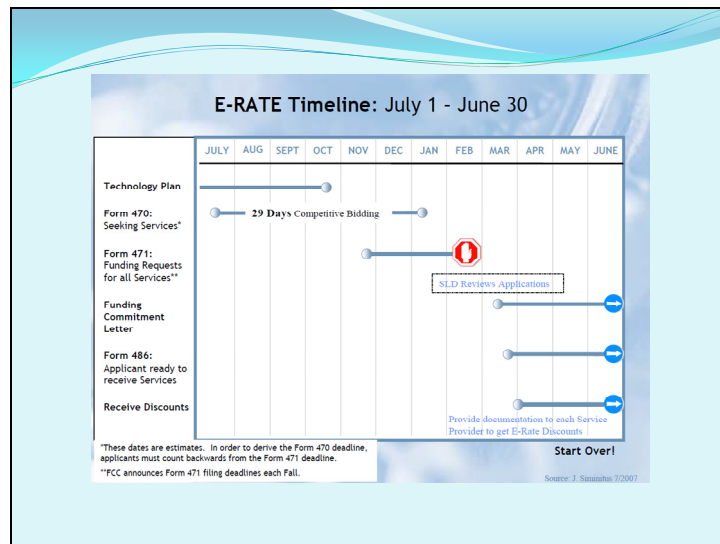 E-RATE Timeline: July 1 – June 30
JULY AUG SEPT OCT NOV DEC JAN FEB MAR APR MAY JUNE
Technology Plan
Form 470:
Seeking Services*
29 Days Competitive Bidding
Form 471:
Funding Requests
for all Services**
SLD Reviews Applications
Funding
Commitment
Letter
Form 486:
Applicant ready to
receive Services
Receive Discounts
Provide documentation to each Service
Provider to get E-Rate Discounts
*These dates are estimates. In order to derive the Form 470 deadline,
applicants must count backwards from the Form 471 deadline.
**FCC announces Form 471 filing deadlines each Fall.
Start Over!
Source: J. Siminitus 7/2007